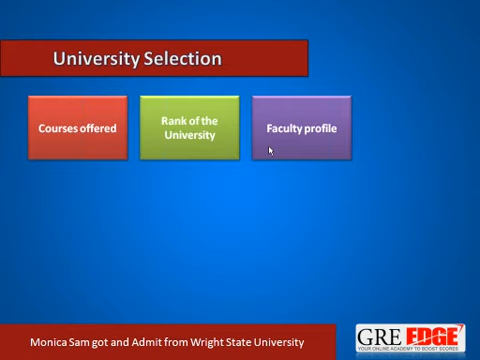 University Selection
Courses offered
Rank of the
University
Faculty profile
Monica Sam got and Admit from Wright State University
GRE EDGE
YOUR ONLINE ACADEMY TO BOOST SCORES